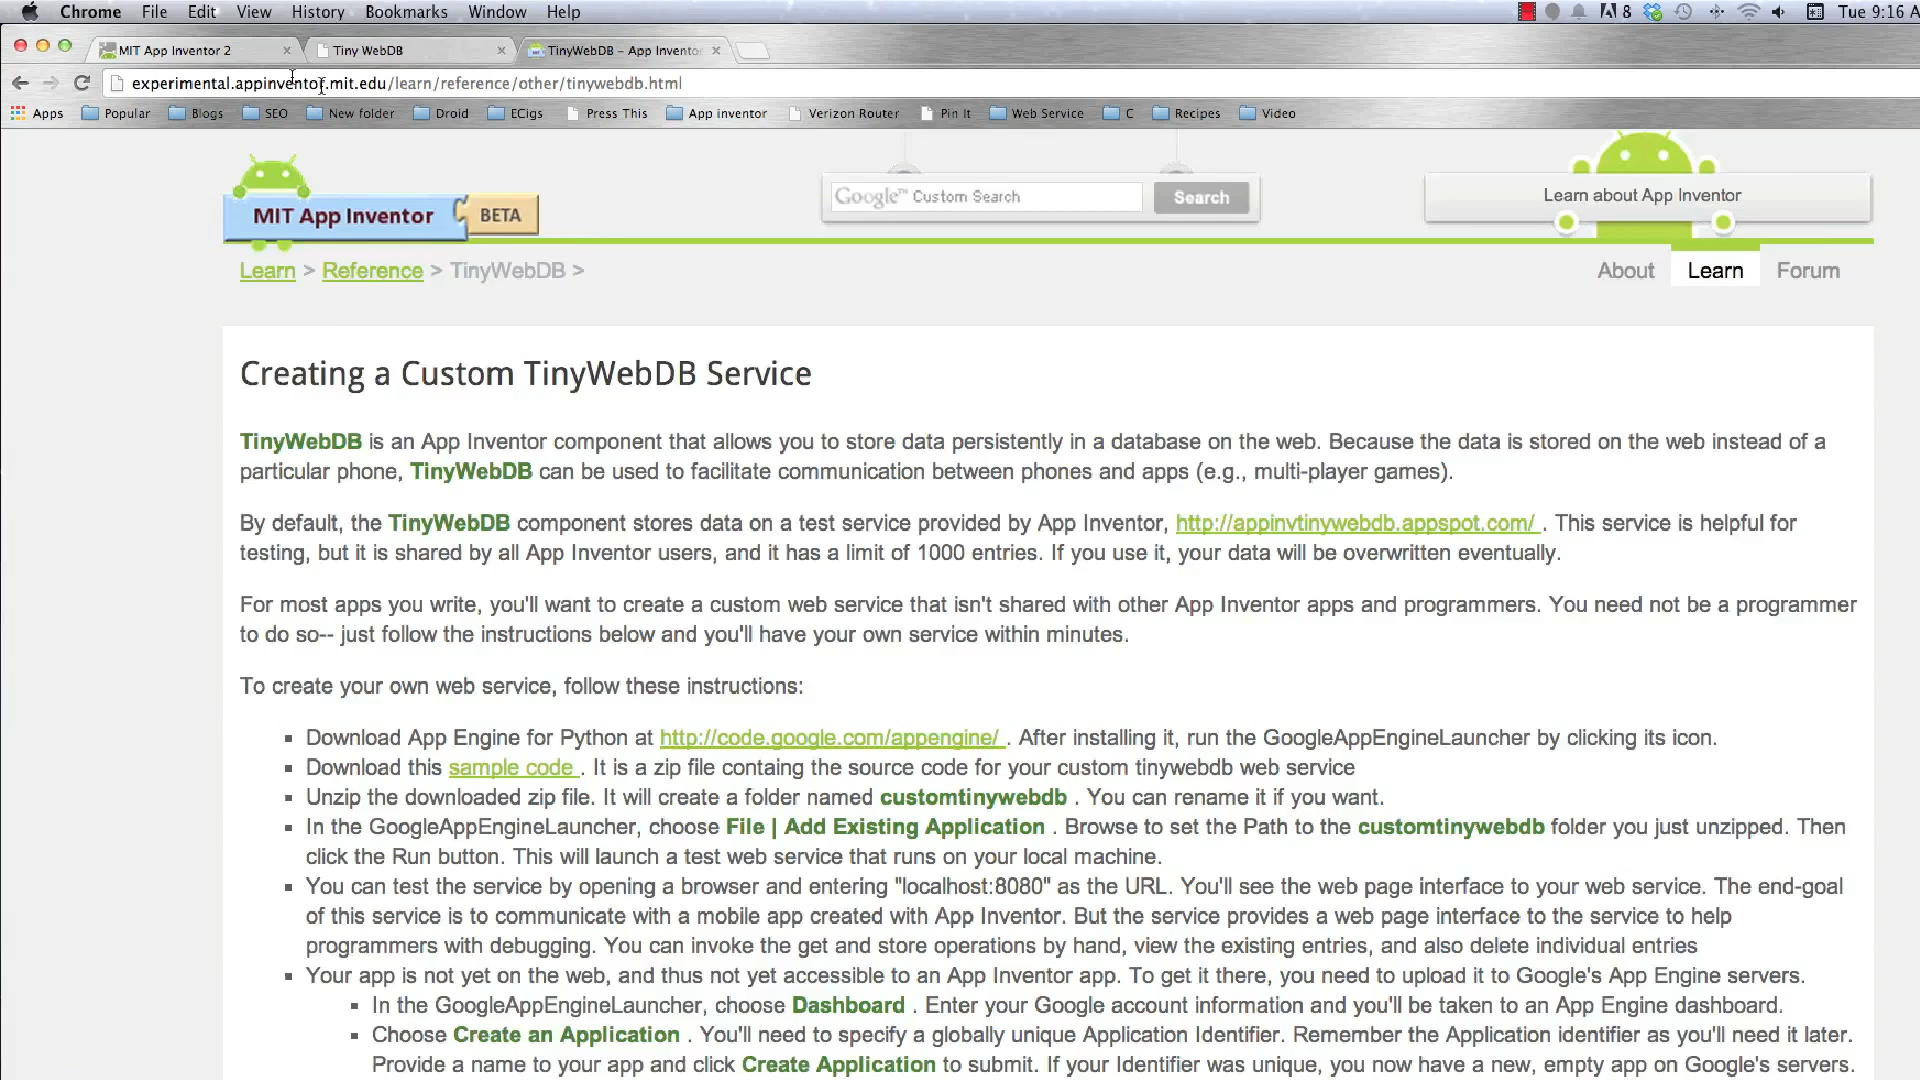 Chrome File Edit View History Bookmarks Window Help 8 Tue 9:16 A
MIT App Inventor 2 Tiny WebDB TinyWebDB – App Inventor
experimental.appinventor.mit.edu/learn/reference/other/tinywebdb.html
Apps Popular Blogs SEO New folder Droid ECigs Press This App inventor Verizon Router Pin It Web Service C Recipes Video
MIT App Inventor BETA
Google™ Custom Search Search
Learn about App Inventor
Learn > Reference > TinyWebDB >
About Learn Forum
Creating a Custom TinyWebDB Service
TinyWebDB is an App Inventor component that allows you to store data persistently in a database on the web. Because the data is stored on the web instead of a
particular phone, TinyWebDB can be used to facilitate communication between phones and apps (e.g., multi-player games).
By default, the TinyWebDB component stores data on a test service provided by App Inventor, http://appinvtinywebdb.appspot.com/ . This service is helpful for
testing, but it is shared by all App Inventor users, and it has a limit of 1000 entries. If you use it, your data will be overwritten eventually.
For most apps you write, you'll want to create a custom web service that isn't shared with other App Inventor apps and programmers. You need not be a programmer
to do so-- just follow the instructions below and you'll have your own service within minutes.
To create your own web service, follow these instructions:
Download App Engine for Python at http://code.google.com/appengine/ . After installing it, run the GoogleAppEngineLauncher by clicking its icon.
Download this sample code . It is a zip file containg the source code for your custom tinywebdb web service
Unzip the downloaded zip file. It will create a folder named customtinywebdb . You can rename it if you want.
In the GoogleAppEngineLauncher, choose File | Add Existing Application . Browse to set the Path to the customtinywebdb folder you just unzipped. Then
click the Run button. This will launch a test web service that runs on your local machine.
You can test the service by opening a browser and entering "localhost:8080" as the URL. You'll see the web page interface to your web service. The end-goal
of this service is to communicate with a mobile app created with App Inventor. But the service provides a web page interface to the service to help
programmers with debugging. You can invoke the get and store operations by hand, view the existing entries, and also delete individual entries
Your app is not yet on the web, and thus not yet accessible to an App Inventor app. To get it there, you need to upload it to Google's App Engine servers.
In the GoogleAppEngineLauncher, choose Dashboard . Enter your Google account information and you'll be taken to an App Engine dashboard.
Choose Create an Application . You'll need to specify a globally unique Application Identifier. Remember the Application identifier as you'll need it later.
Provide a name to your app and click Create Application to submit. If your Identifier was unique, you now have a new, empty app on Google's servers.